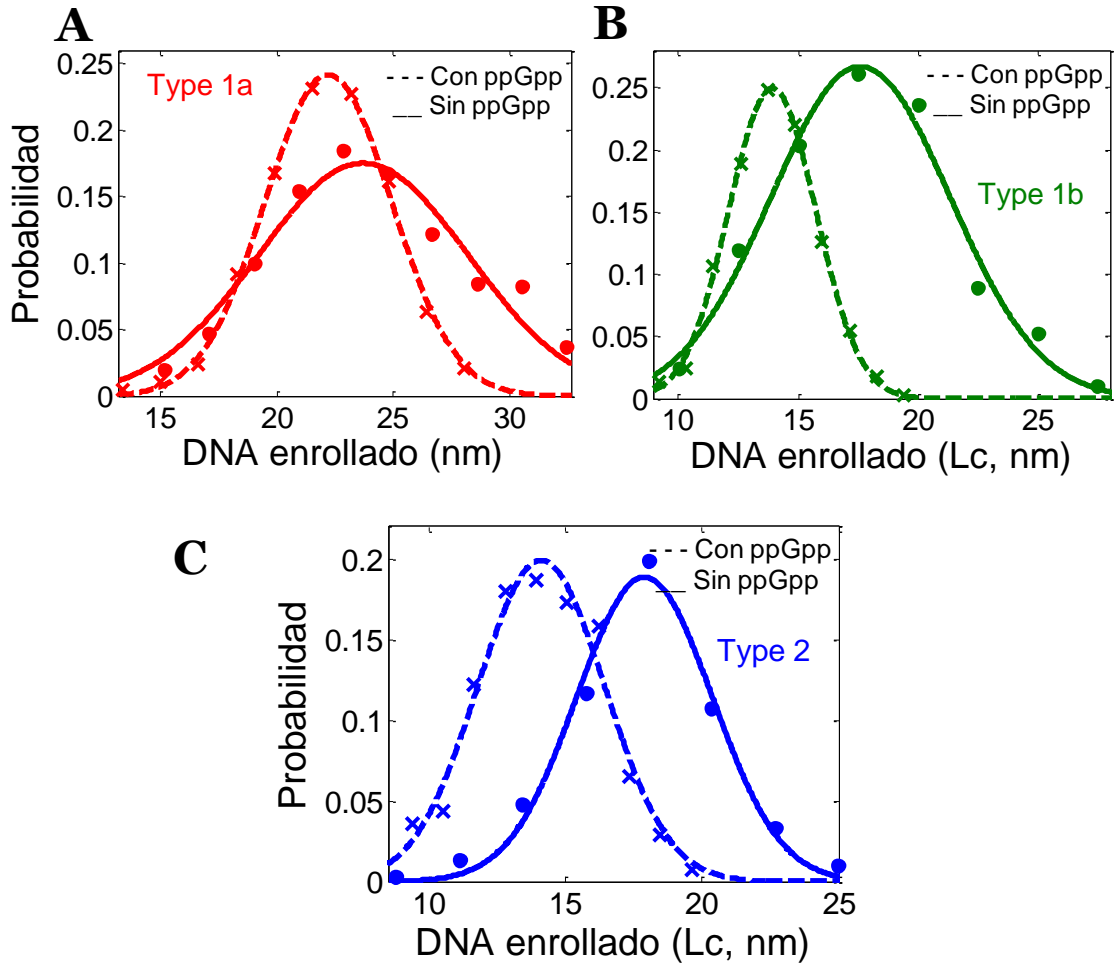 A
Probabilidad
0.25
0.2
0.15
0.1
0.05
0
Type 1a
--- Con ppGpp
__ Sin ppGpp
15 20 25 30
DNA enrollado (nm)
B
0.25
0.2
0.15
0.1
0.05
0
--- Con ppGpp
__ Sin ppGpp
Type 1b
10 15 20 25
DNA enrollado (Lc, nm)
C
Probabilidad
0.2
0.15
0.1
0.05
0
--- Con ppGpp
__ Sin ppGpp
Type 2
10 15 20 25
DNA enrollado (Lc, nm)